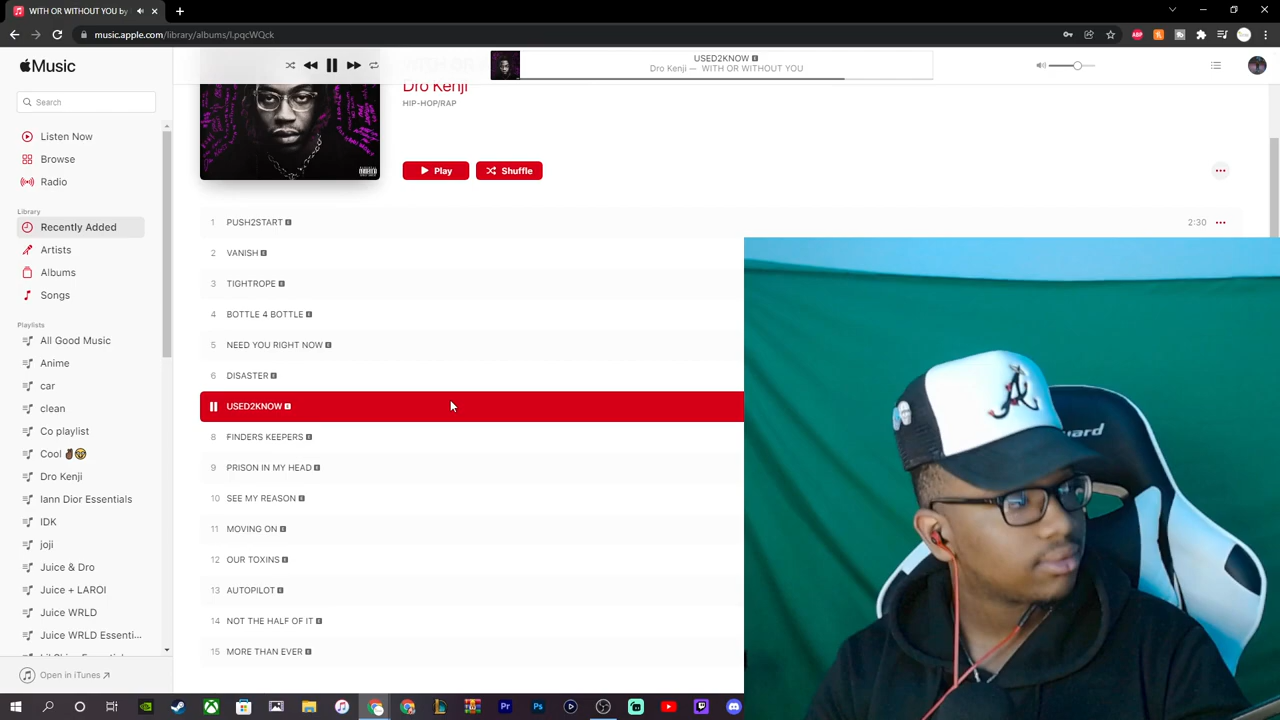 WITH OR WITHOUT YOU by
music.apple.com/library/albums/l.pqcWQck
ABP
Music
USED2KNOW E
Dro Kenji — WITH OR WITHOUT YOU
Search
Listen Now
Browse
Radio
Library
Recently Added
Artists
Albums
Songs
Playlists
All Good Music
Anime
car
clean
Co playlist
Cool ✌🏾🤓
Dro Kenji
Iann Dior Essentials
IDK
joji
Juice & Dro
Juice + LAROI
Juice WRLD
Juice WRLD Essenti...
Open in iTunes ↗
Dro Kenji
HIP-HOP/RAP
Play
Shuffle
1 PUSH2START E 2:30
2 VANISH E
3 TIGHTROPE E
4 BOTTLE 4 BOTTLE E
5 NEED YOU RIGHT NOW E
6 DISASTER E
USED2KNOW E
8 FINDERS KEEPERS E
9 PRISON IN MY HEAD E
10 SEE MY REASON E
11 MOVING ON E
12 OUR TOXINS E
13 AUTOPILOT E
14 NOT THE HALF OF IT E
15 MORE THAN EVER E
A
Pr
Ps